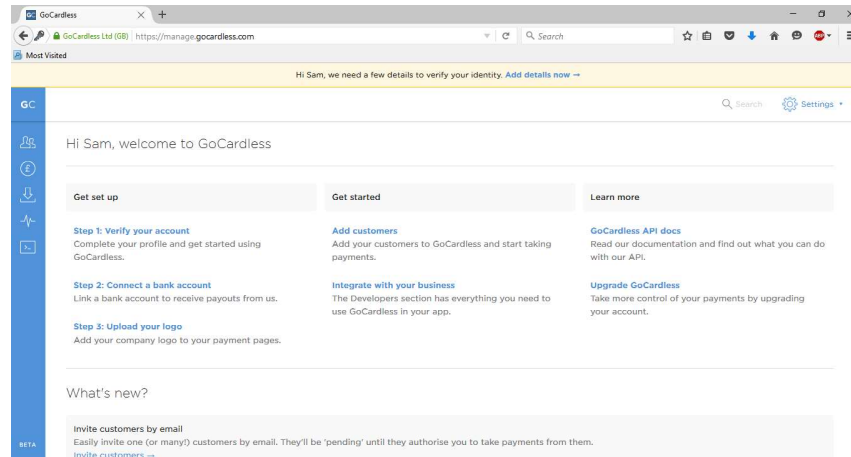 GC GoCardless
GoCardless Ltd (GB) https://manage.gocardless.com Search
Most Visited
Hi Sam, we need a few details to verify your identity. Add details now →
GC
Search Settings
Hi Sam, welcome to GoCardless
Get set up
Step 1: Verify your account
Complete your profile and get started using
GoCardless.
Step 2: Connect a bank account
Link a bank account to receive payouts from us.
Step 3: Upload your logo
Add your company logo to your payment pages.
Get started
Add customers
Add your customers to GoCardless and start taking
payments.
Integrate with your business
The Developers section has everything you need to
use GoCardless in your app.
Learn more
GoCardless API docs
Read our documentation and find out what you can do
with our API.
Upgrade GoCardless
Take more control of your payments by upgrading
your account.
What's new?
Invite customers by email
Easily invite one (or many!) customers by email. They'll be 'pending' until they authorise you to take payments from them.
Invite customers →
BETA